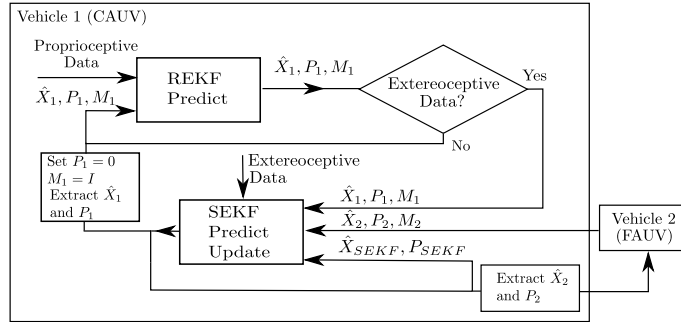 Vehicle 1 (CAUV)
Proprioceptive
Data
X̂₁, P₁, M₁
REKF
Predict
X̂₁, P₁, M₁
Extereoceptive
Data?
Yes
No
Set P₁ = 0
M₁ = I
Extract X̂₁
and P₁
Extereoceptive
Data
SEKF
Predict
Update
X̂₁, P₁, M₁
X̂₂, P₂, M₂
X̂_SEKF, P_SEKF
Vehicle 2
(FAUV)
Extract X̂₂
and P₂